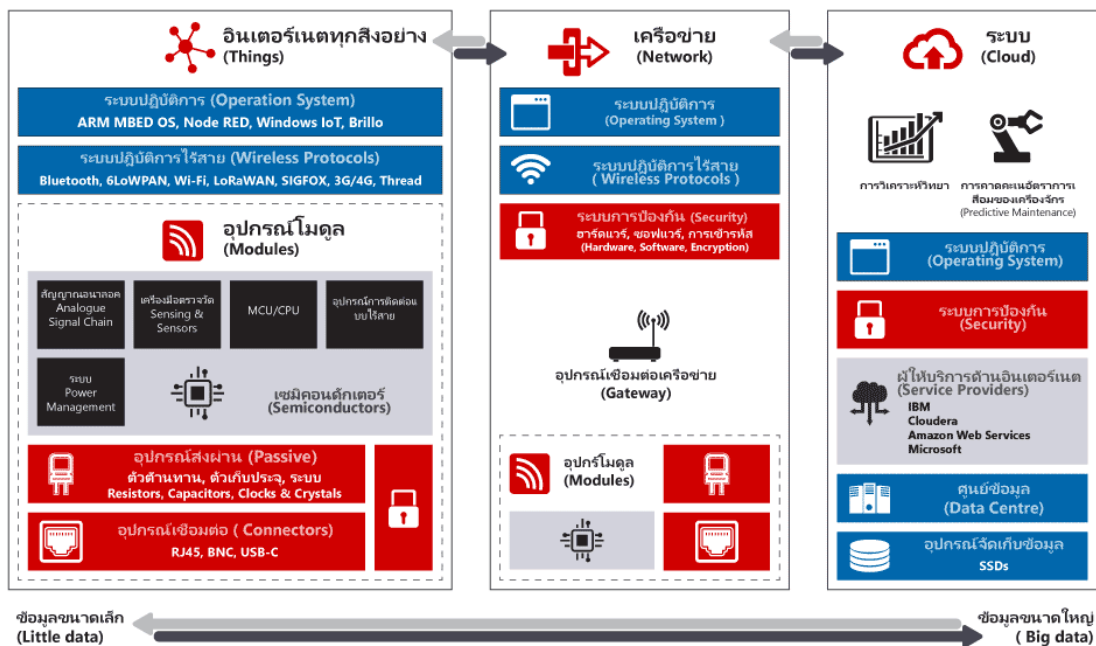 อินเตอร์เนตทุกสิ่งอย่าง
(Things)
ระบบปฏิบัติการ (Operation System)
ARM MBED OS, Node RED, Windows IoT, Brillo
ระบบปฏิบัติการไร้สาย (Wireless Protocols)
Bluetooth, 6LoWPAN, Wi-Fi, LoRaWAN, SIGFOX, 3G/4G, Thread
อุปกรณ์โมดูล
(Modules)
สัญญาณอนาลอค
Analogue
Signal Chain
เครื่องมือตรวจวัด
Sensing &
Sensors
MCU/CPU
อุปกรณ์การติดต่อแ
บบไร้สาย
ระบบ
Power
Management
เซมิคอนดักเตอร์
(Semiconductors)
อุปกรณ์ส่งผ่าน (Passive)
ตัวต้านทาน, ตัวเก็บประจุ, ระบบ
Resistors, Capacitors, Clocks & Crystals
อุปกรณ์เชื่อมต่อ ( Connectors)
RJ45, BNC, USB-C
เครือข่าย
(Network)
ระบบปฏิบัติการ
(Operating System )
ระบบปฏิบัติการไร้สาย
( Wireless Protocols )
ระบบการป้องกัน (Security)
ฮาร์ดแวร์, ซอฟแวร์, การเข้ารหัส
(Hardware, Software, Encryption)
อุปกรณ์เชื่อมต่อเครือข่าย
(Gateway)
อุปกร์โมดูล
(Modules)
ระบบ
(Cloud)
การวิเคราะห์วิทยา
การคาดคะเนอัตราการเ
สื่อมของเครื่องจักร
(Predictive Maintenance)
ระบบปฏิบัติการ
(Operating System)
ระบบการป้องกัน
(Security)
ผู้ให้บริการด้านอินเตอร์เนต
(Service Providers)
IBM
Cloudera
Amazon Web Services
Microsoft
ศูนย์ข้อมูล
(Data Centre)
อุปกรณ์จัดเก็บข้อมูล
SSDs
ข้อมูลขนาดเล็ก
(Little data)
ข้อมูลขนาดใหญ่
( Big data)